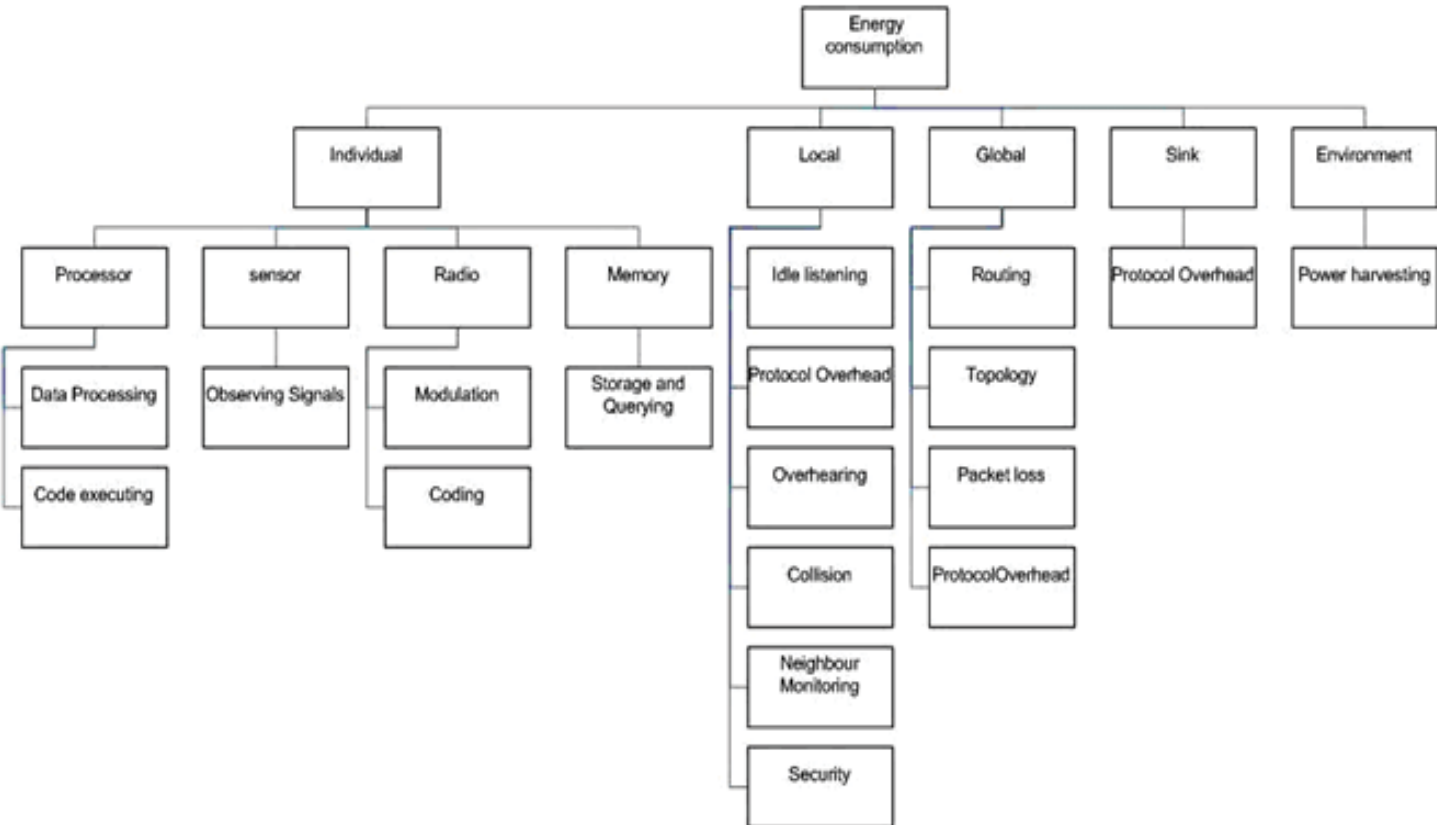 Energy
consumption
Individual
Local
Global
Sink
Environment
Processor
sensor
Radio
Memory
Idle listening
Routing
Protocol Overhead
Power harvesting
Data Processing
Observing Signals
Modulation
Storage and
Querying
Protocol Overhead
Topology
Code executing
Coding
Overhearing
Packet loss
Collision
ProtocolOverhead
Neighbour
Monitoring
Security